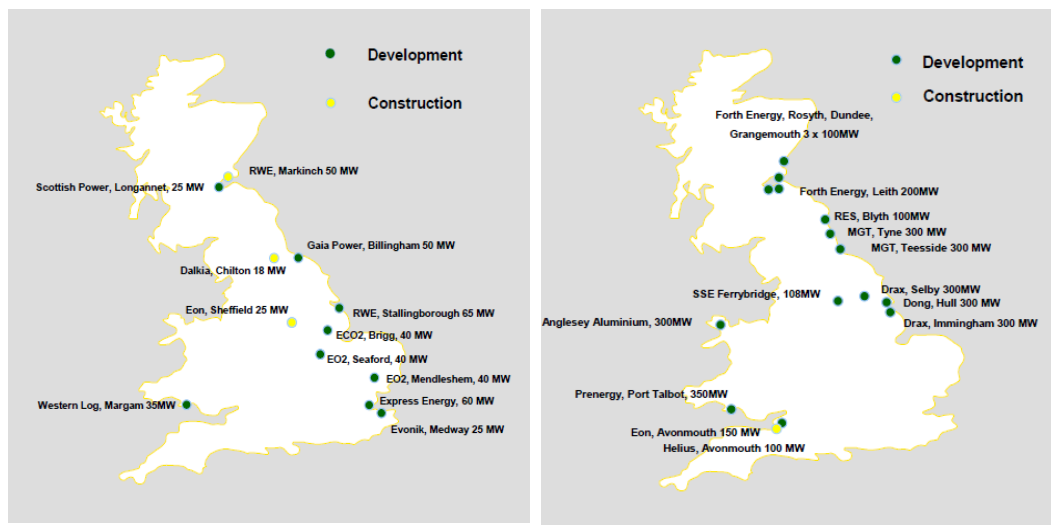 Development
Construction
RWE, Markinch 50 MW
Scottish Power, Longannet, 25 MW
Gaia Power, Billingham 50 MW
Dalkia, Chilton 18 MW
Eon, Sheffield 25 MW
RWE, Stallingborough 65 MW
ECO2, Brigg, 40 MW
EO2, Seaford, 40 MW
EO2, Mendleshem, 40 MW
Western Log, Margam 35MW
Express Energy, 60 MW
Evonik, Medway 25 MW
Development
Construction
Forth Energy, Rosyth, Dundee,
Grangemouth 3 x 100MW
Forth Energy, Leith 200MW
RES, Blyth 100MW
MGT, Tyne 300 MW
MGT, Teesside 300 MW
Drax, Selby 300MW
SSE Ferrybridge, 108MW
Dong, Hull 300 MW
Anglesey Aluminium, 300MW
Drax, Immingham 300 MW
Prenergy, Port Talbot, 350MW
Eon, Avonmouth 150 MW
Helius, Avonmouth 100 MW